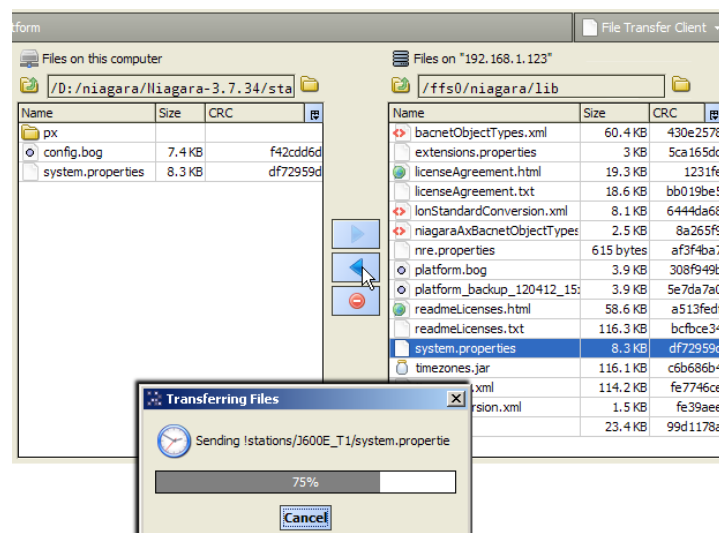 tform
File Transfer Client
Files on this computer
Files on "192.168.1.123"
/D:/niagara/Niagara-3.7.34/sta
/ffs0/niagara/lib
Name Size CRC
px
config.bog 7.4 KB f42cdd6d
system.properties 8.3 KB df72959d
Name Size CRC
bacnetObjectTypes.xml 60.4 KB 430e2578
extensions.properties 3 KB 5ca165dc
licenseAgreement.html 19.3 KB 1231fe
licenseAgreement.txt 18.6 KB bb019be5
lonStandardConversion.xml 8.1 KB 6444da68
niagaraAxBacnetObjectTypes 2.5 KB 8a265f9
nre.properties 615 bytes af3f4ba7
platform.bog 3.9 KB 308f949b
platform_backup_120412_15: 3.9 KB 5e7da7a0
readmeLicenses.html 58.6 KB a513fed
readmeLicenses.txt 116.3 KB bcfbce34
system.properties 8.3 KB df72959d
timezones.jar 116.1 KB c6b686b4
.xml 114.2 KB fe7746ce
rsion.xml 1.5 KB fe39aee
23.4 KB 99d1178a
Transferring Files
Sending !stations/J600E_T1/system.propertie
75%
Cancel